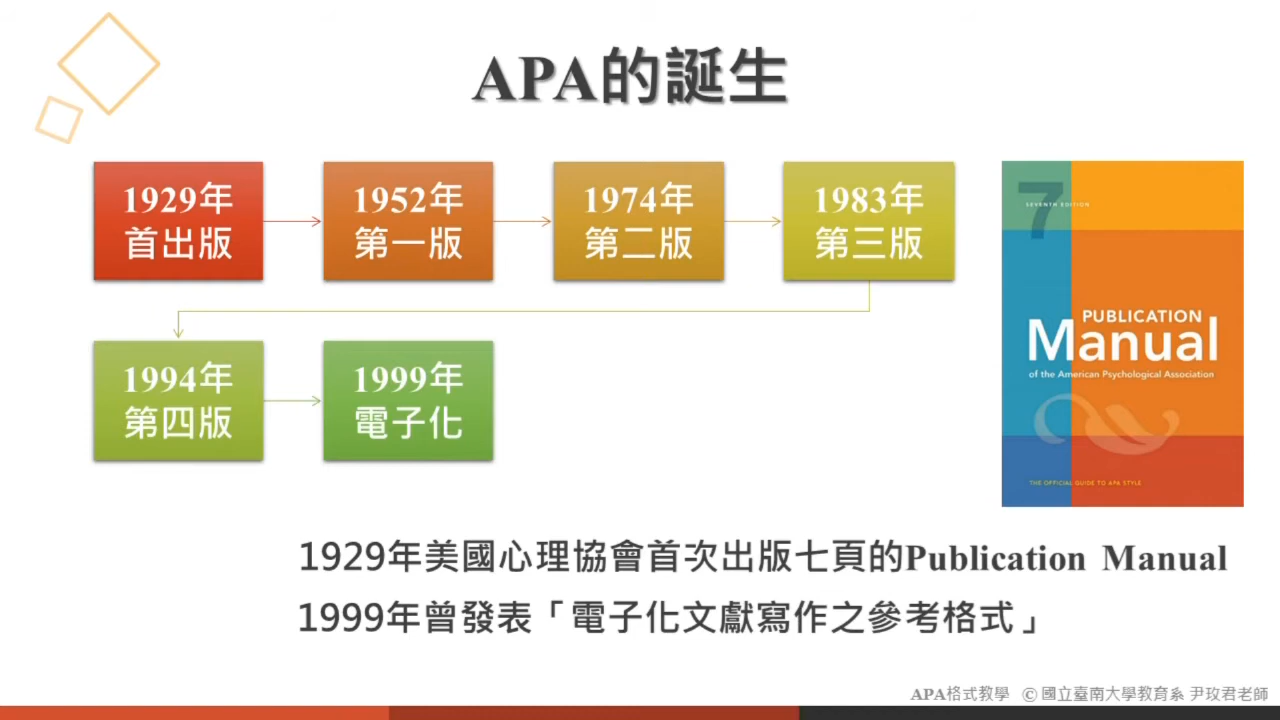 APA的誕生
1929年
首出版
1952年
第一版
1974年
第二版
1983年
第三版
1994年
第四版
1999年
電子化
7
SEVENTH EDITION
PUBLICATION
Manual
of the American Psychological Association
THE OFFICIAL GUIDE TO APA STYLE
1929年美國心理協會首次出版七頁的Publication Manual
1999年曾發表「電子化文獻寫作之參考格式」
APA格式教學 © 國立臺南大學教育系 尹玫君老師